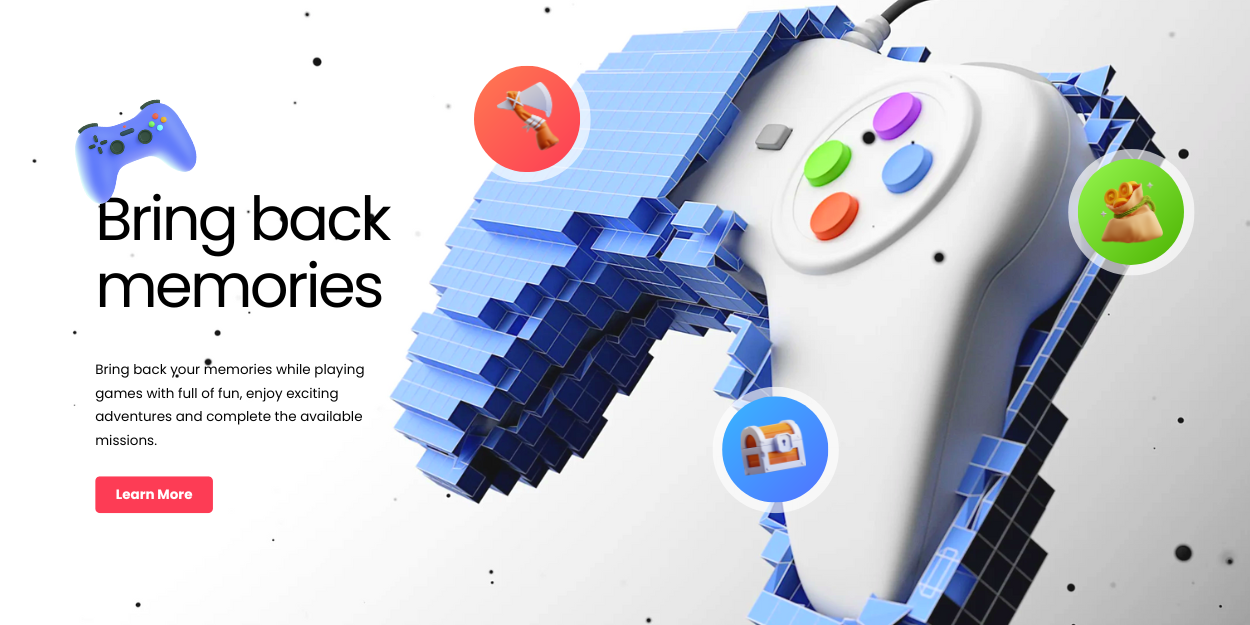 Bring back
memories
Bring back your memories while playing
games with full of fun, enjoy exciting
adventures and complete the available
missions.
Learn More